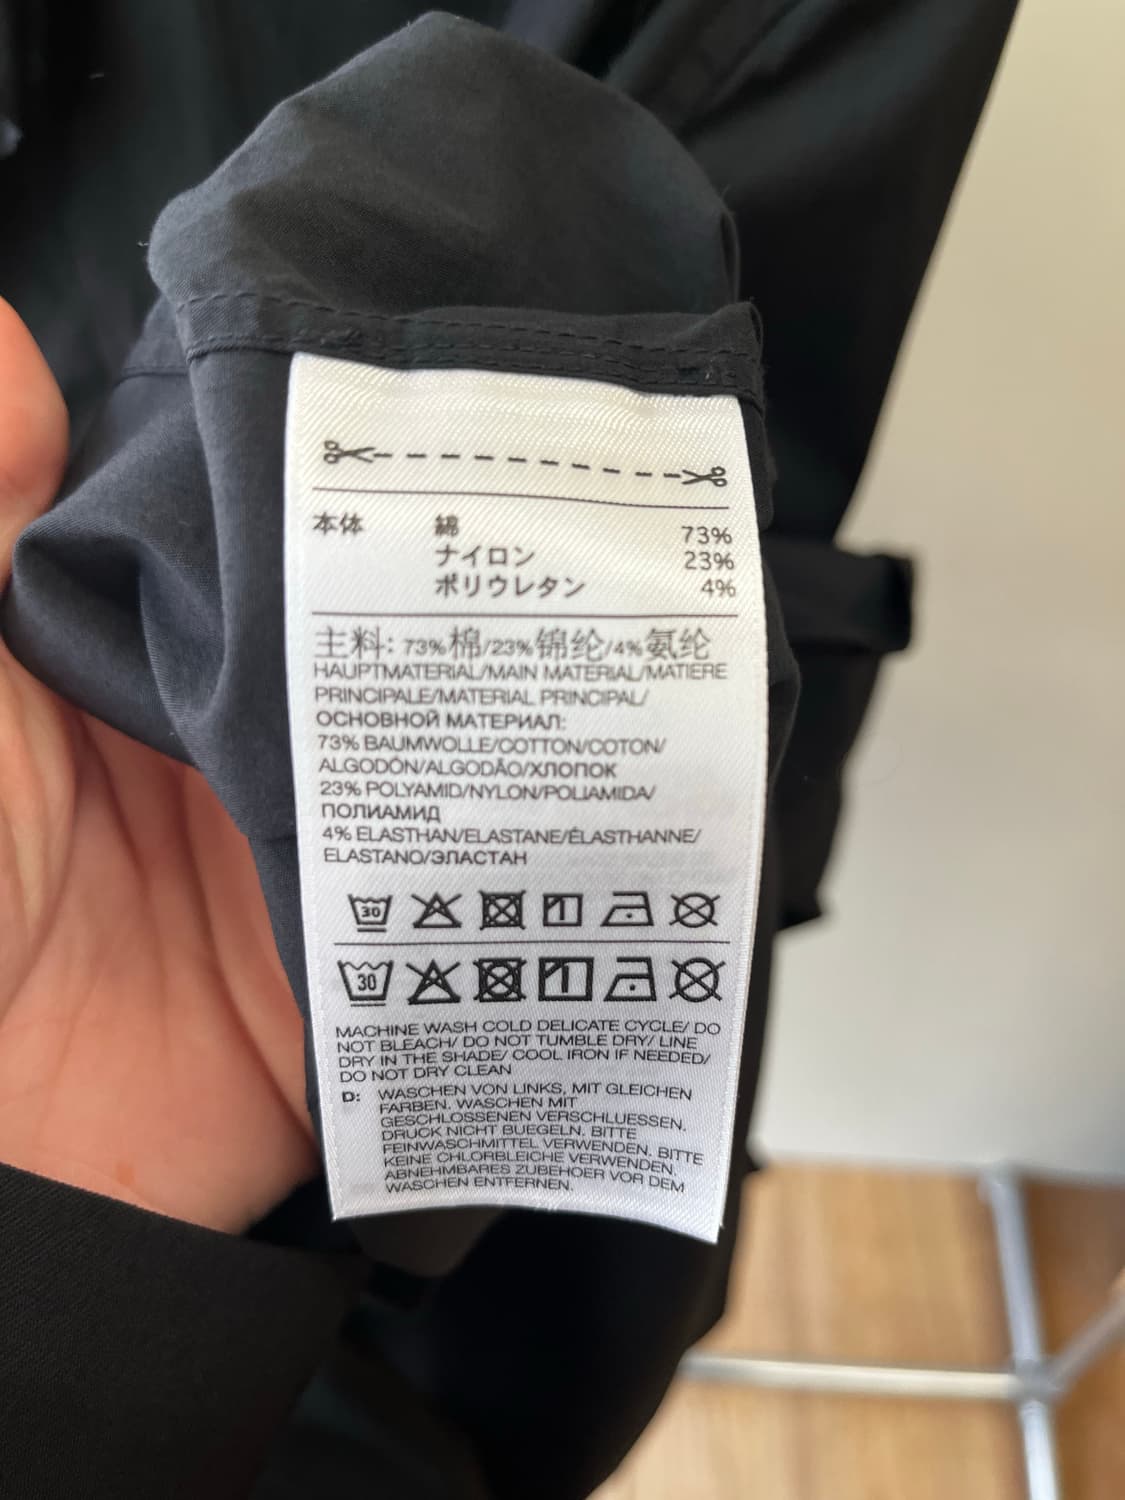 本体 綿 73%
ナイロン 23%
ポリウレタン 4%
主料: 73%棉/23%锦纶/4%氨纶
HAUPTMATERIAL/MAIN MATERIAL/MATIERE
PRINCIPALE/MATERIAL PRINCIPAL/
ОСНОВНОЙ МАТЕРИАЛ:
73% BAUMWOLLE/COTTON/COTON/
ALGODÓN/ALGODÃO/ХЛОПОК
23% POLYAMID/NYLON/POLIAMIDA/
ПОЛИАМИД
4% ELASTHAN/ELASTANE/ÉLASTHANNE/
ELASTANO/ЭЛАСТАН
30
30
MACHINE WASH COLD DELICATE CYCLE/ DO
NOT BLEACH/ DO NOT TUMBLE DRY/ LINE
DRY IN THE SHADE/ COOL IRON IF NEEDED/
DO NOT DRY CLEAN
D: WASCHEN VON LINKS, MIT GLEICHEN
FARBEN. WASCHEN MIT
GESCHLOSSENEN VERSCHLUESSEN.
DRUCK NICHT BUEGELN. BITTE
FEINWASCHMITTEL VERWENDEN. BITTE
KEINE CHLORBLEICHE VERWENDEN.
ABNEHMBARES ZUBEHOER VOR DEM
WASCHEN ENTFERNEN.